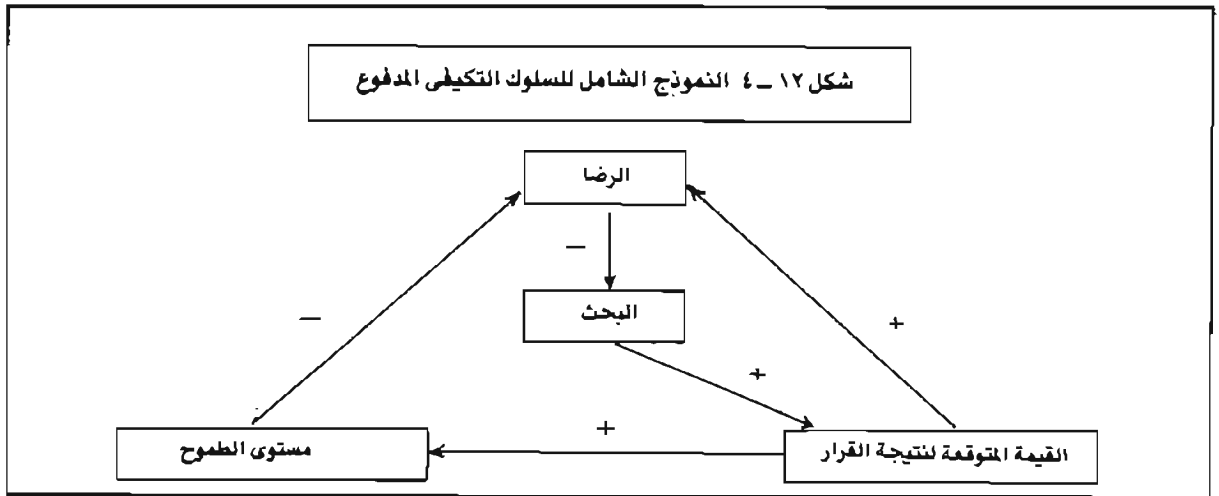 شكل ١٢ – ٤ النموذج الشامل للسلوك التكيفى المدفوع
الرضا
–
البحث
–
+
+
+
القيمة المتوقعة لنتيجة القرار
مستوى الطموح